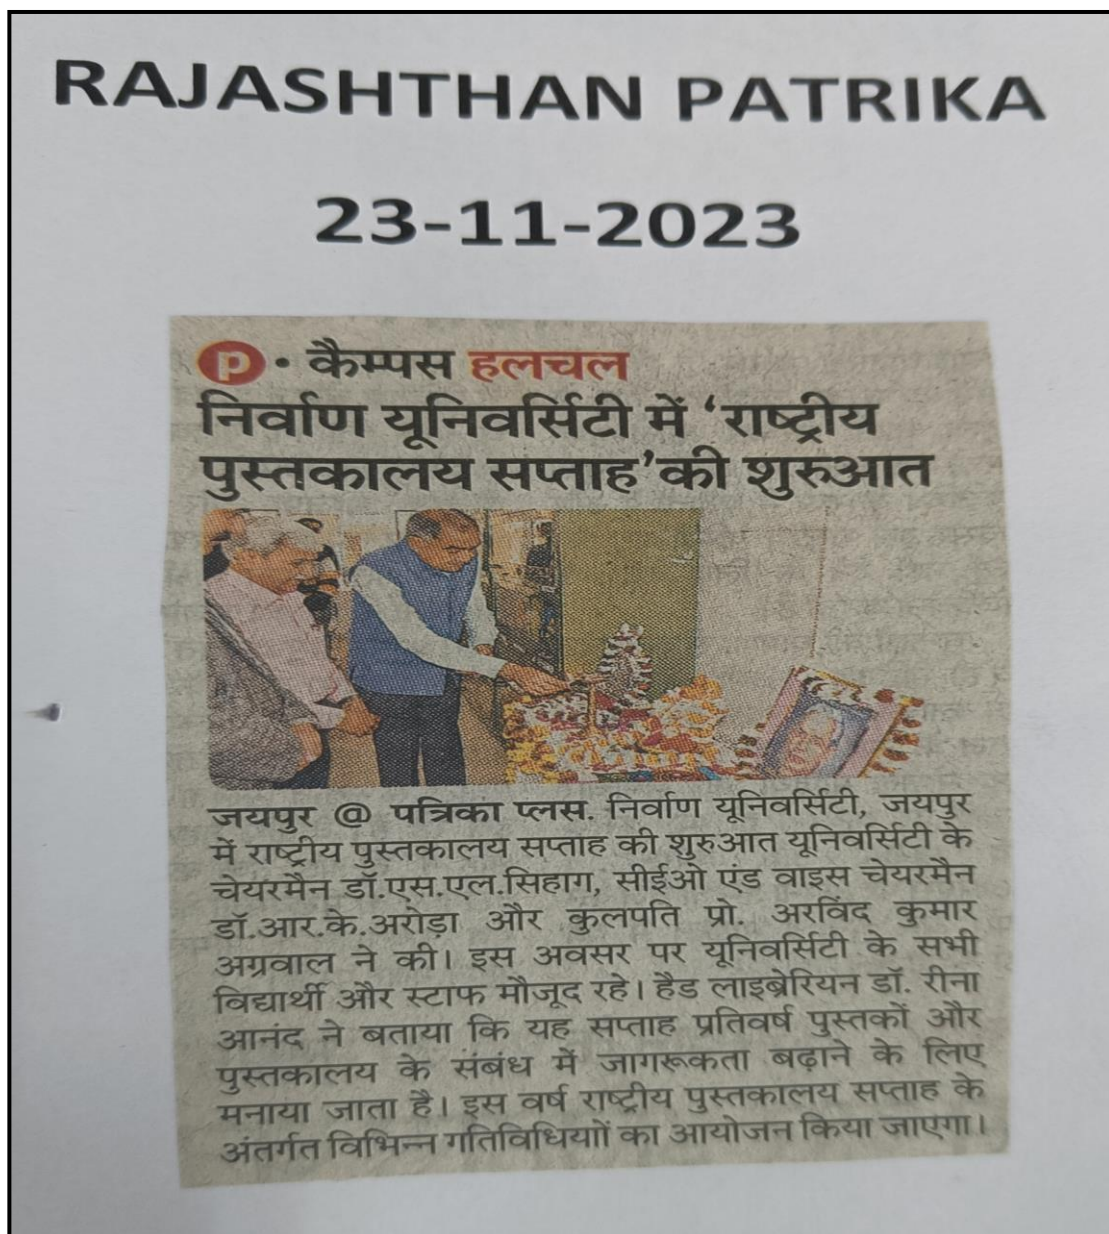 RAJASHTHAN PATRIKA
23-11-2023
P • कैम्पस हलचल
निर्वाण यूनिवर्सिटी में ‘राष्ट्रीय
पुस्तकालय सप्ताह’की शुरुआत
जयपुर @ पत्रिका प्लस. निर्वाण यूनिवर्सिटी, जयपुर
में राष्ट्रीय पुस्तकालय सप्ताह की शुरुआत यूनिवर्सिटी के
चेयरमैन डॉ.एस.एल.सिहाग, सीईओ एंड वाइस चेयरमैन
डॉ.आर.के.अरोड़ा और कुलपति प्रो. अरविंद कुमार
अग्रवाल ने की। इस अवसर पर यूनिवर्सिटी के सभी
विद्यार्थी और स्टाफ मौजूद रहे। हैड लाइब्रेरियन डॉ. रीना
आनंद ने बताया कि यह सप्ताह प्रतिवर्ष पुस्तकों और
पुस्तकालय के संबंध में जागरूकता बढ़ाने के लिए
मनाया जाता है। इस वर्ष राष्ट्रीय पुस्तकालय सप्ताह के
अंतर्गत विभिन्न गतिविधियाों का आयोजन किया जाएगा।